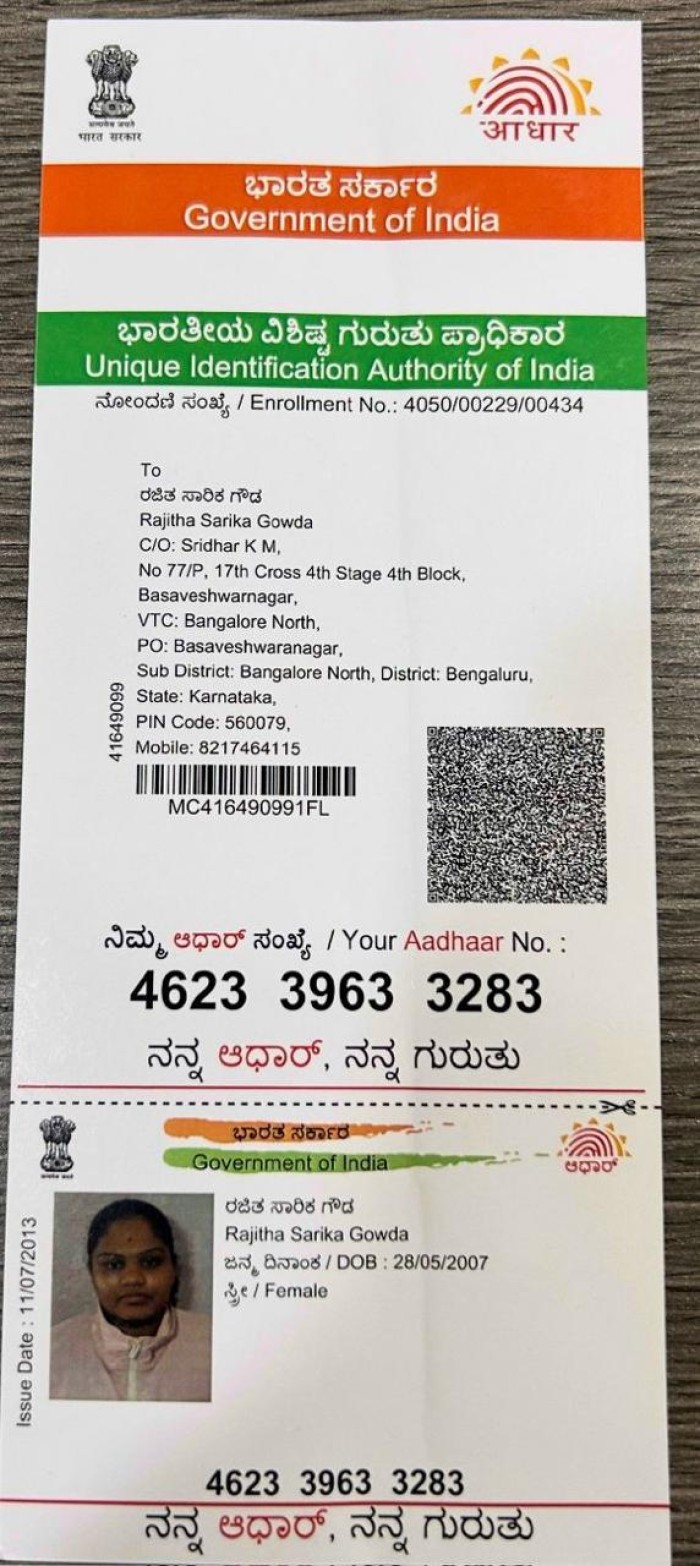 सत्यमेव जयते
भारत सरकार
आधार
ಭಾರತ ಸರ್ಕಾರ
Government of India
ಭಾರತೀಯ ವಿಶಿಷ್ಟ ಗುರುತು ಪ್ರಾಧಿಕಾರ
Unique Identification Authority of India
ನೋಂದಣಿ ಸಂಖ್ಯೆ / Enrollment No.: 4050/00229/00434
To
ರಜಿತ ಸಾರಿಕ ಗೌಡ
Rajitha Sarika Gowda
C/O: Sridhar K M,
No 77/P, 17th Cross 4th Stage 4th Block,
Basaveshwarnagar,
VTC: Bangalore North,
PO: Basaveshwaranagar,
Sub District: Bangalore North, District: Bengaluru,
State: Karnataka,
PIN Code: 560079,
Mobile: 8217464115
41649099
MC416490991FL
ನಿಮ್ಮ ಆಧಾರ್ ಸಂಖ್ಯೆ / Your Aadhaar No. :
4623 3963 3283
ನನ್ನ ಆಧಾರ್, ನನ್ನ ಗುರುತು
ಭಾರತ ಸರ್ಕಾರ
Government of India
ಆಧಾರ್
Issue Date : 11/07/2013
ರಜಿತ ಸಾರಿಕ ಗೌಡ
Rajitha Sarika Gowda
ಜನ್ಮ ದಿನಾಂಕ / DOB : 28/05/2007
ಸ್ತ್ರೀ / Female
4623 3963 3283
ನನ್ನ ಆಧಾರ್, ನನ್ನ ಗುರುತು